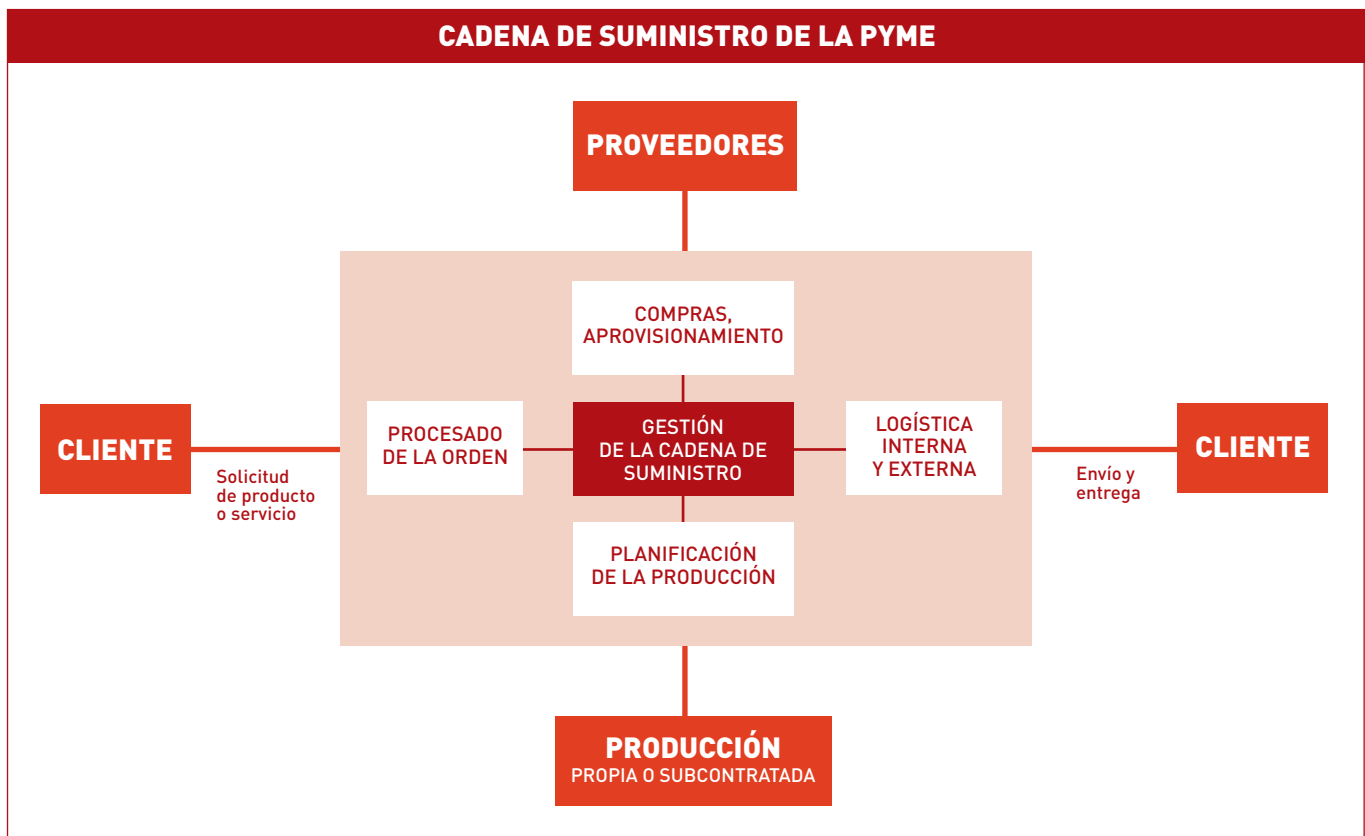 CADENA DE SUMINISTRO DE LA PYME
PROVEEDORES
COMPRAS,
APROVISIONAMIENTO
CLIENTE
Solicitud
de producto
o servicio
PROCESADO
DE LA ORDEN
GESTIÓN
DE LA CADENA DE
SUMINISTRO
LOGÍSTICA
INTERNA
Y EXTERNA
Envío y
entrega
CLIENTE
PLANIFICACIÓN
DE LA PRODUCCIÓN
PRODUCCIÓN
PROPIA O SUBCONTRATADA